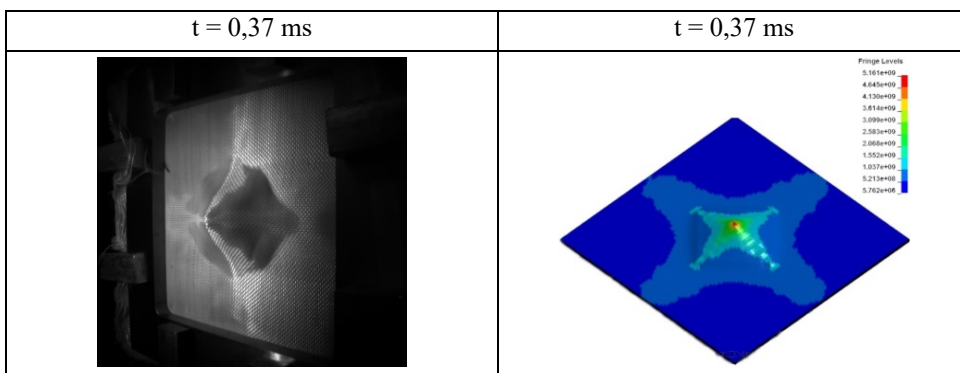 t = 0,37 ms
t = 0,37 ms
Fringe Levels
5.161e+09
4.645e+09
4.130e+09
3.614e+09
3.099e+09
2.583e+09
2.068e+09
1.552e+09
1.037e+09
5.213e+08
5.762e+06